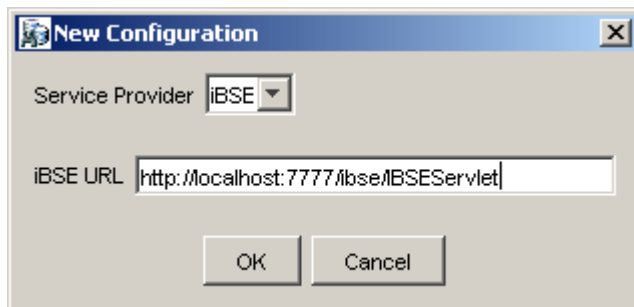 New Configuration
Service Provider iBSE
iBSE URL http://localhost:7777/ibse/IBSEServlet
OK Cancel